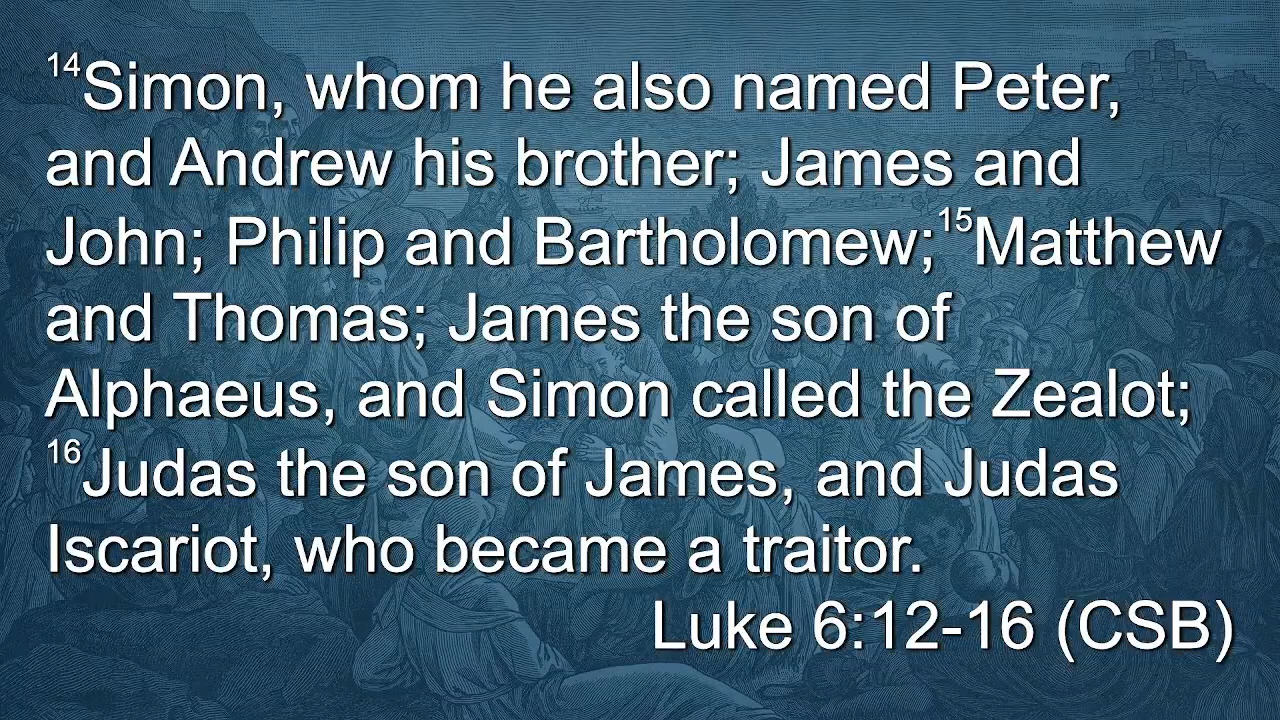 14Simon, whom he also named Peter,
and Andrew his brother; James and
John; Philip and Bartholomew;15Matthew
and Thomas; James the son of
Alphaeus, and Simon called the Zealot;
16Judas the son of James, and Judas
Iscariot, who became a traitor.
Luke 6:12-16 (CSB)